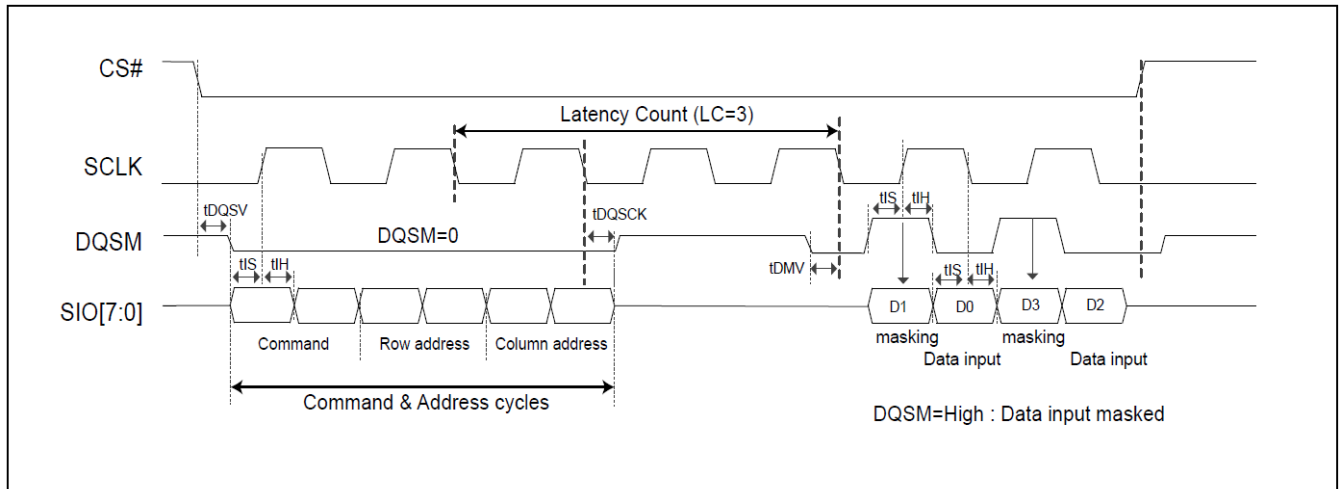 CS#
Latency Count (LC=3)
SCLK
tDQSV
tDQSCK
tIS
tIH
DQSM
DQSM=0
tIS
tIH
tDMV
tIS
tIH
SIO[7:0]
D1
D0
D3
D2
Command
Row address
Column address
masking
masking
Data input
Data input
Command & Address cycles
DQSM=High : Data input masked